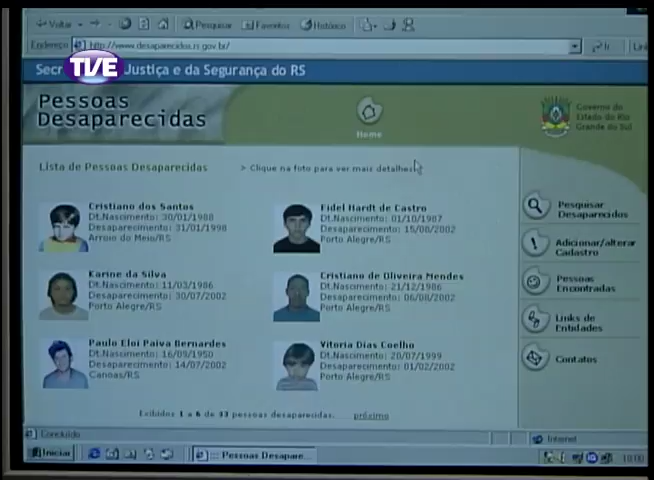 Voltar
Pesquisar Favoritos Histórico
Endereço http://www.desaparecidos.rs.gov.br/ Ir Lin
TVE
Secr Justiça e da Segurança do RS
Pessoas
Desaparecidas
Home
Governo do
Estado do Rio
Grande do Sul
Lista de Pessoas Desaparecidas > Clique na foto para ver mais detalhes
Cristiano dos Santos
Dt.Nascimento: 30/01/1988
Desaparecimento: 31/01/1998
Arroio do Meio/RS
Fidel Hardt de Castro
Dt.Nascimento: 01/10/1987
Desaparecimento: 15/08/2002
Porto Alegre/RS
Karine da Silva
Dt.Nascimento: 11/03/1986
Desaparecimento: 30/07/2002
Porto Alegre/RS
Cristiano de Oliveira Mendes
Dt.Nascimento: 21/12/1986
Desaparecimento: 06/08/2002
Porto Alegre/RS
Paulo Eloi Paiva Bernardes
Dt.Nascimento: 16/09/1950
Desaparecimento: 14/07/2002
Canoas/RS
Vitoria Dias Coelho
Dt.Nascimento: 20/07/1999
Desaparecimento: 01/02/2002
Porto Alegre/RS
Exibidos 1 a 6 de 33 pessoas desaparecidas. próximo
Pesquisar
Desaparecidos
Adicionar/alterar
Cadastro
Pessoas
Encontradas
Links de
Entidades
Contatos
Concluído Internet
Iniciar ::: Pessoas Desapare... 18:00